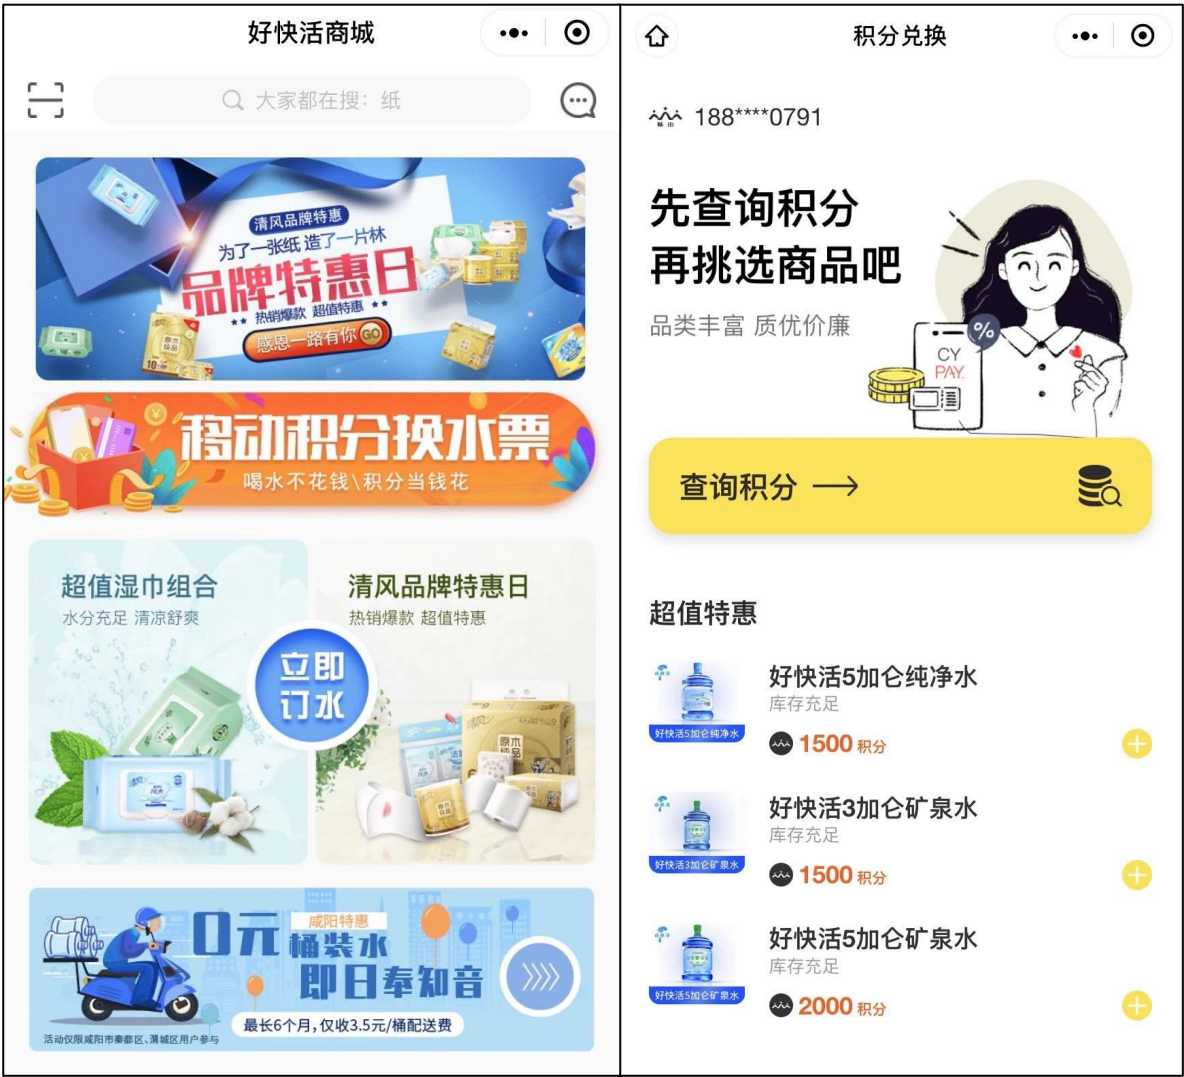 好快活商城
大家都在搜：纸
清风品牌特惠
为了一张纸 造了一片林
品牌特惠日
热销爆款 超值特惠
感恩一路有你GO
移动积分换水票
喝水不花钱\积分当钱花
超值湿巾组合
水分充足 清凉舒爽
清风品牌特惠日
热销爆款 超值特惠
立即
订水
原木
纯品
咸阳特惠
0元桶装水
即日奉知音
最长6个月,仅收3.5元/桶配送费
活动仅限咸阳市秦都区、渭城区用户参与
积分兑换
188****0791
先查询积分
再挑选商品吧
品类丰富 质优价廉
%
CY
PAY.
查询积分
超值特惠
好快活5加仑纯净水
好快活5加仑纯净水
库存充足
1500 积分
好快活3加仑矿泉水
好快活3加仑矿泉水
库存充足
1500 积分
好快活5加仑矿泉水
好快活5加仑矿泉水
库存充足
2000 积分